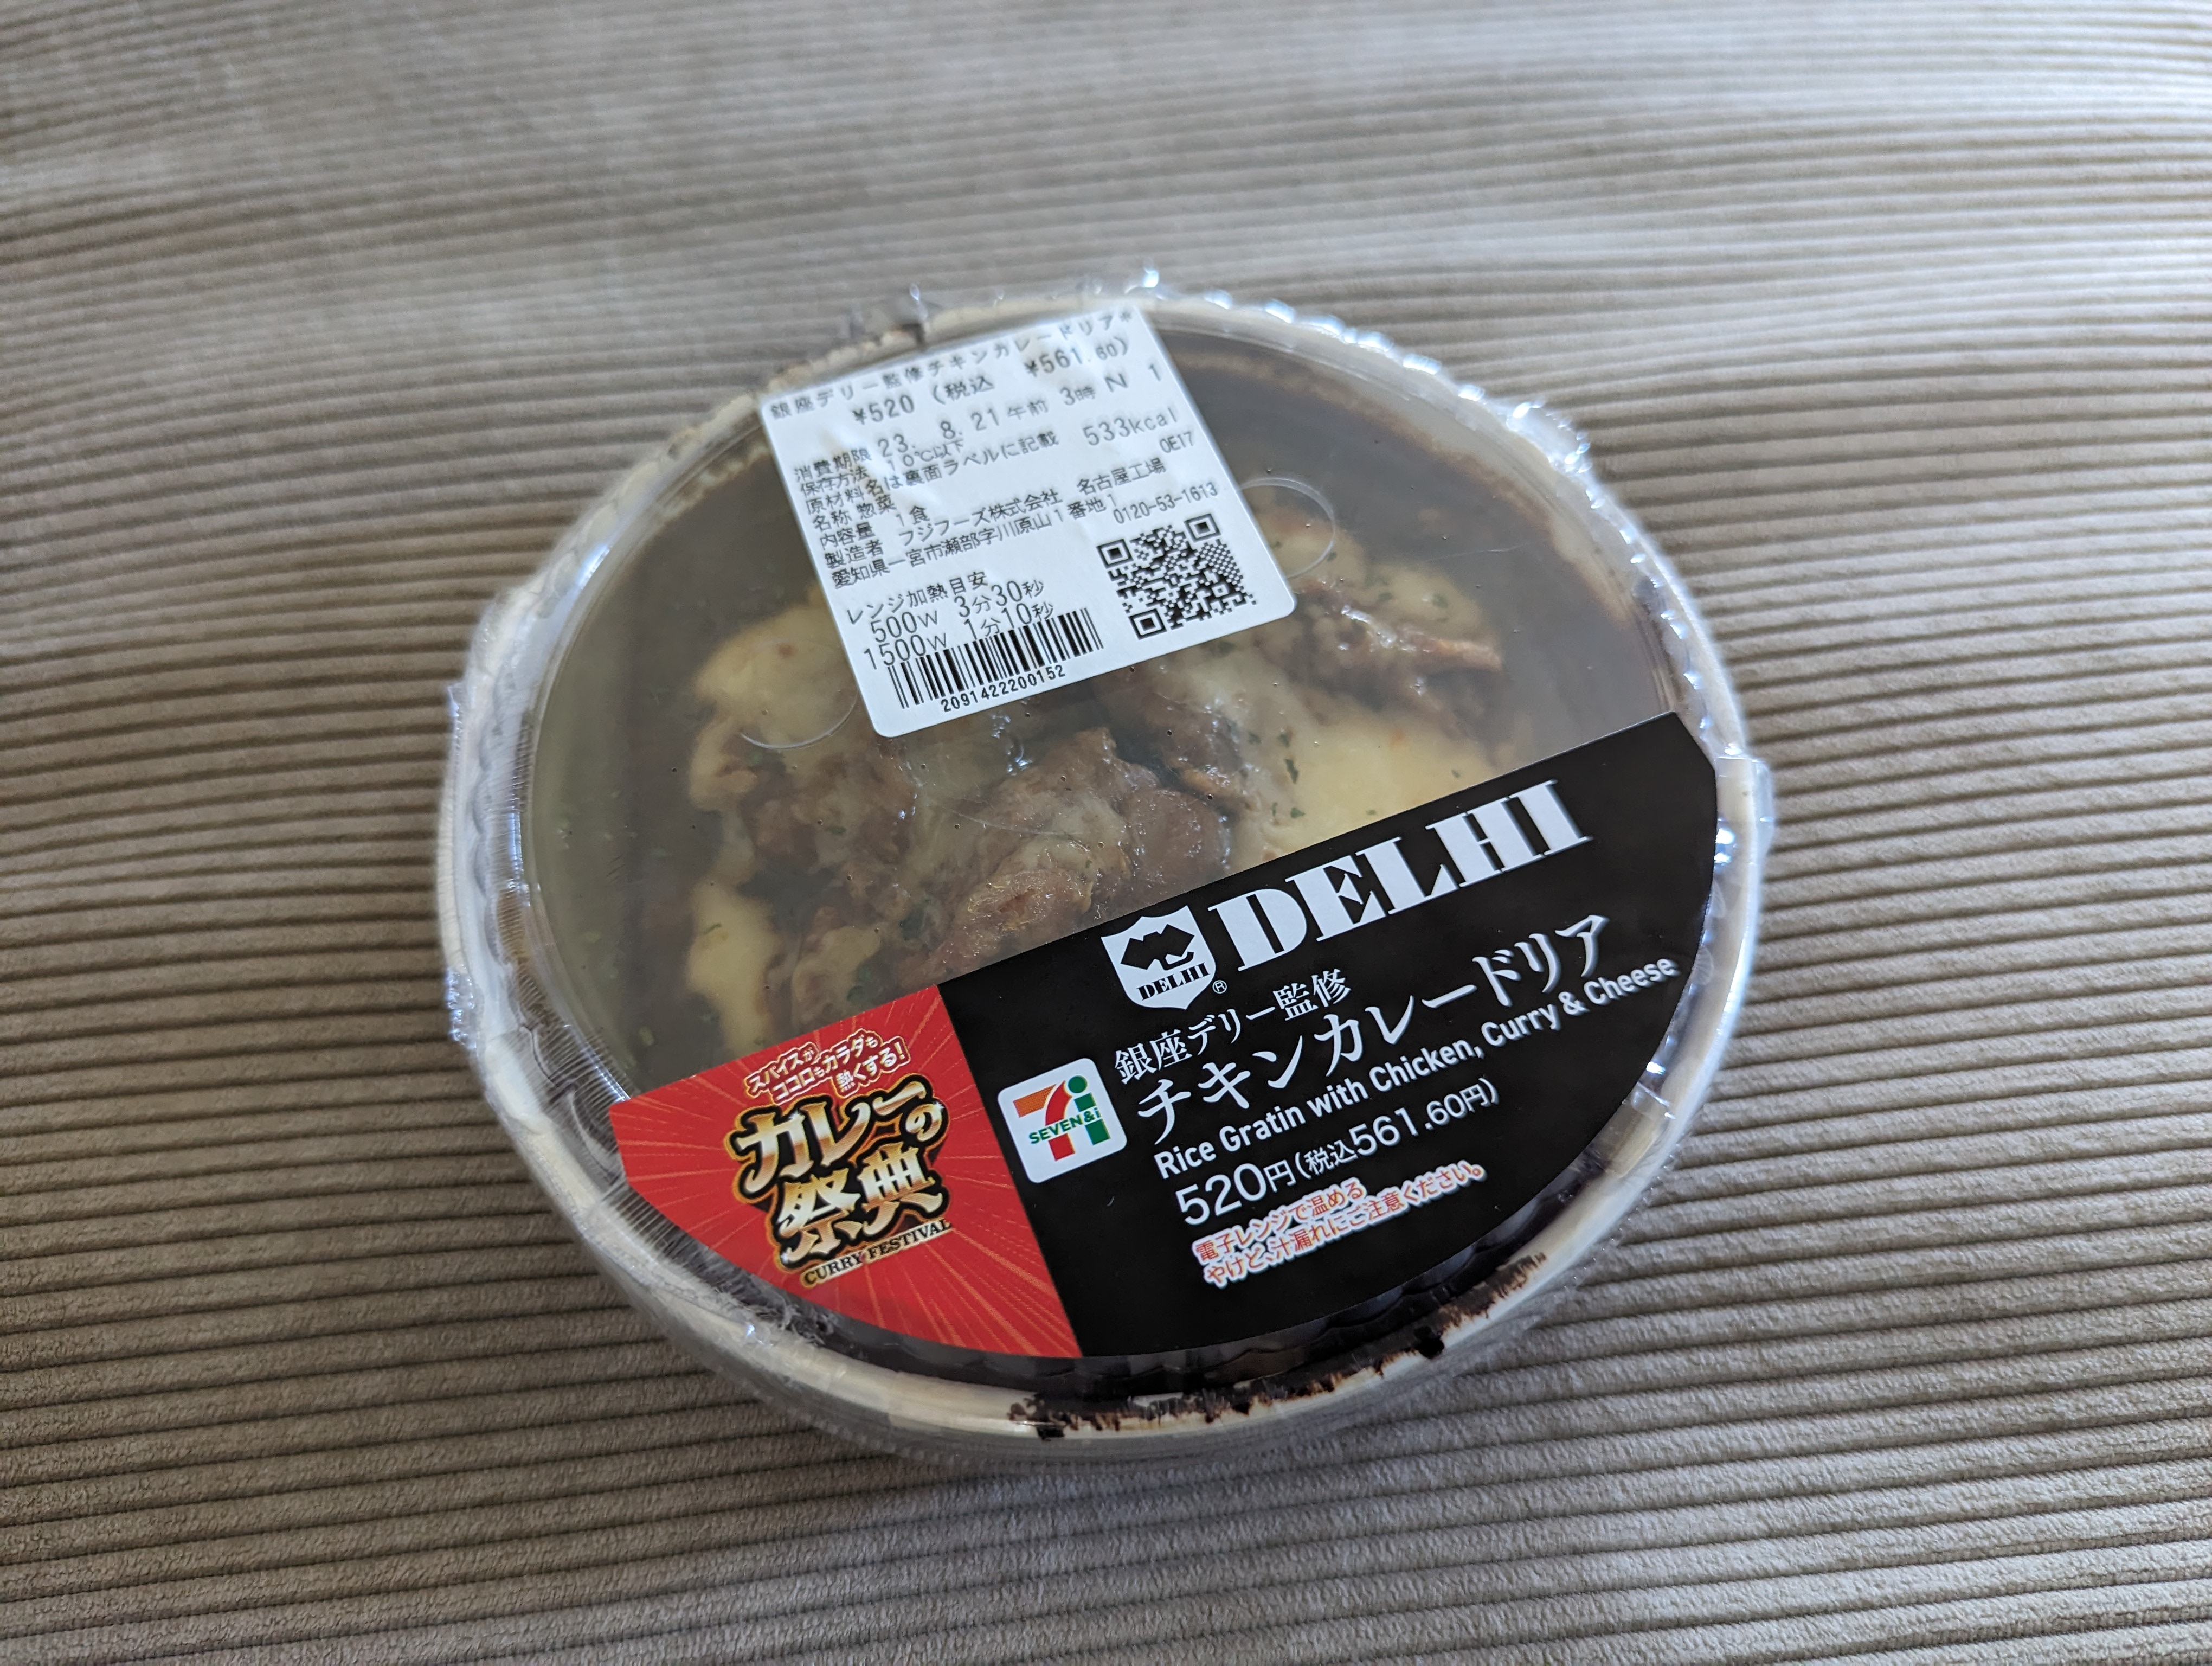 銀座デリー監修チキンカレードリア*
¥520 (税込 ¥561.60)
消費期限 23. 8.21 午前 3時 N 1
保存方法 10℃以下
原材料名は裏面ラベルに記載 533kcal
名称 惣菜 0E17
内容量 1食
製造者 フジフーズ株式会社 名古屋工場
愛知県一宮市瀬部字川原山1番地1
0120-53-1613
レンジ加熱目安
500W 3分30秒
1500W 1分10秒
2091422200152
DELHI
DELHI®
銀座デリー監修
チキンカレードリア
Rice Gratin with Chicken, Curry & Cheese
520円(税込561.60円)
電子レンジで温める
やけど、汁漏れにご注意ください。
SEVEN&i
スパイスが
ココロもカラダも
熱くする!
カレーの
祭典
CURRY FESTIVAL